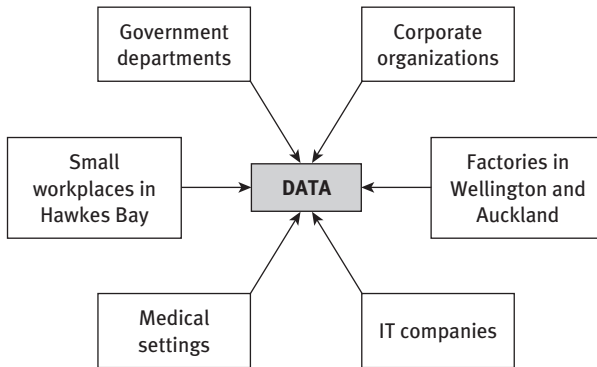 Government
departments
Corporate
organizations
Small
workplaces in
Hawkes Bay
DATA
Factories in
Wellington and
Auckland
Medical
settings
IT companies